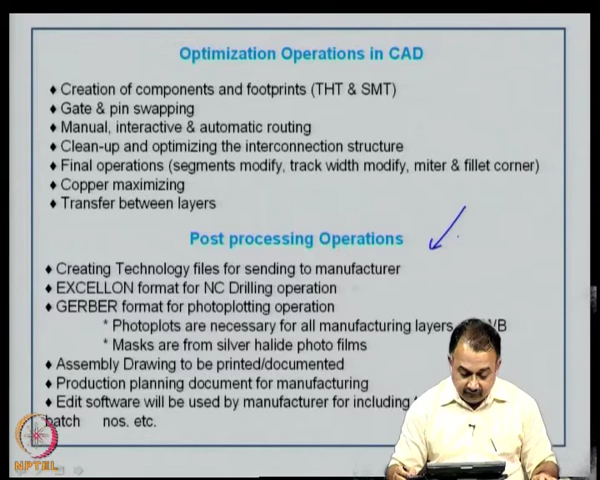 Optimization Operations in CAD
♦ Creation of components and footprints (THT & SMT)
♦ Gate & pin swapping
♦ Manual, interactive & automatic routing
♦ Clean-up and optimizing the interconnection structure
♦ Final operations (segments modify, track width modify, miter & fillet corner)
♦ Copper maximizing
♦ Transfer between layers
Post processing Operations
♦ Creating Technology files for sending to manufacturer
♦ EXCELLON format for NC Drilling operation
♦ GERBER format for photoplotting operation
* Photoplots are necessary for all manufacturing layers
* Masks are from silver halide photo films
♦ Assembly Drawing to be printed/documented
♦ Production planning document for manufacturing
♦ Edit software will be used by manufacturer for including
batch nos. etc.
NPTEL